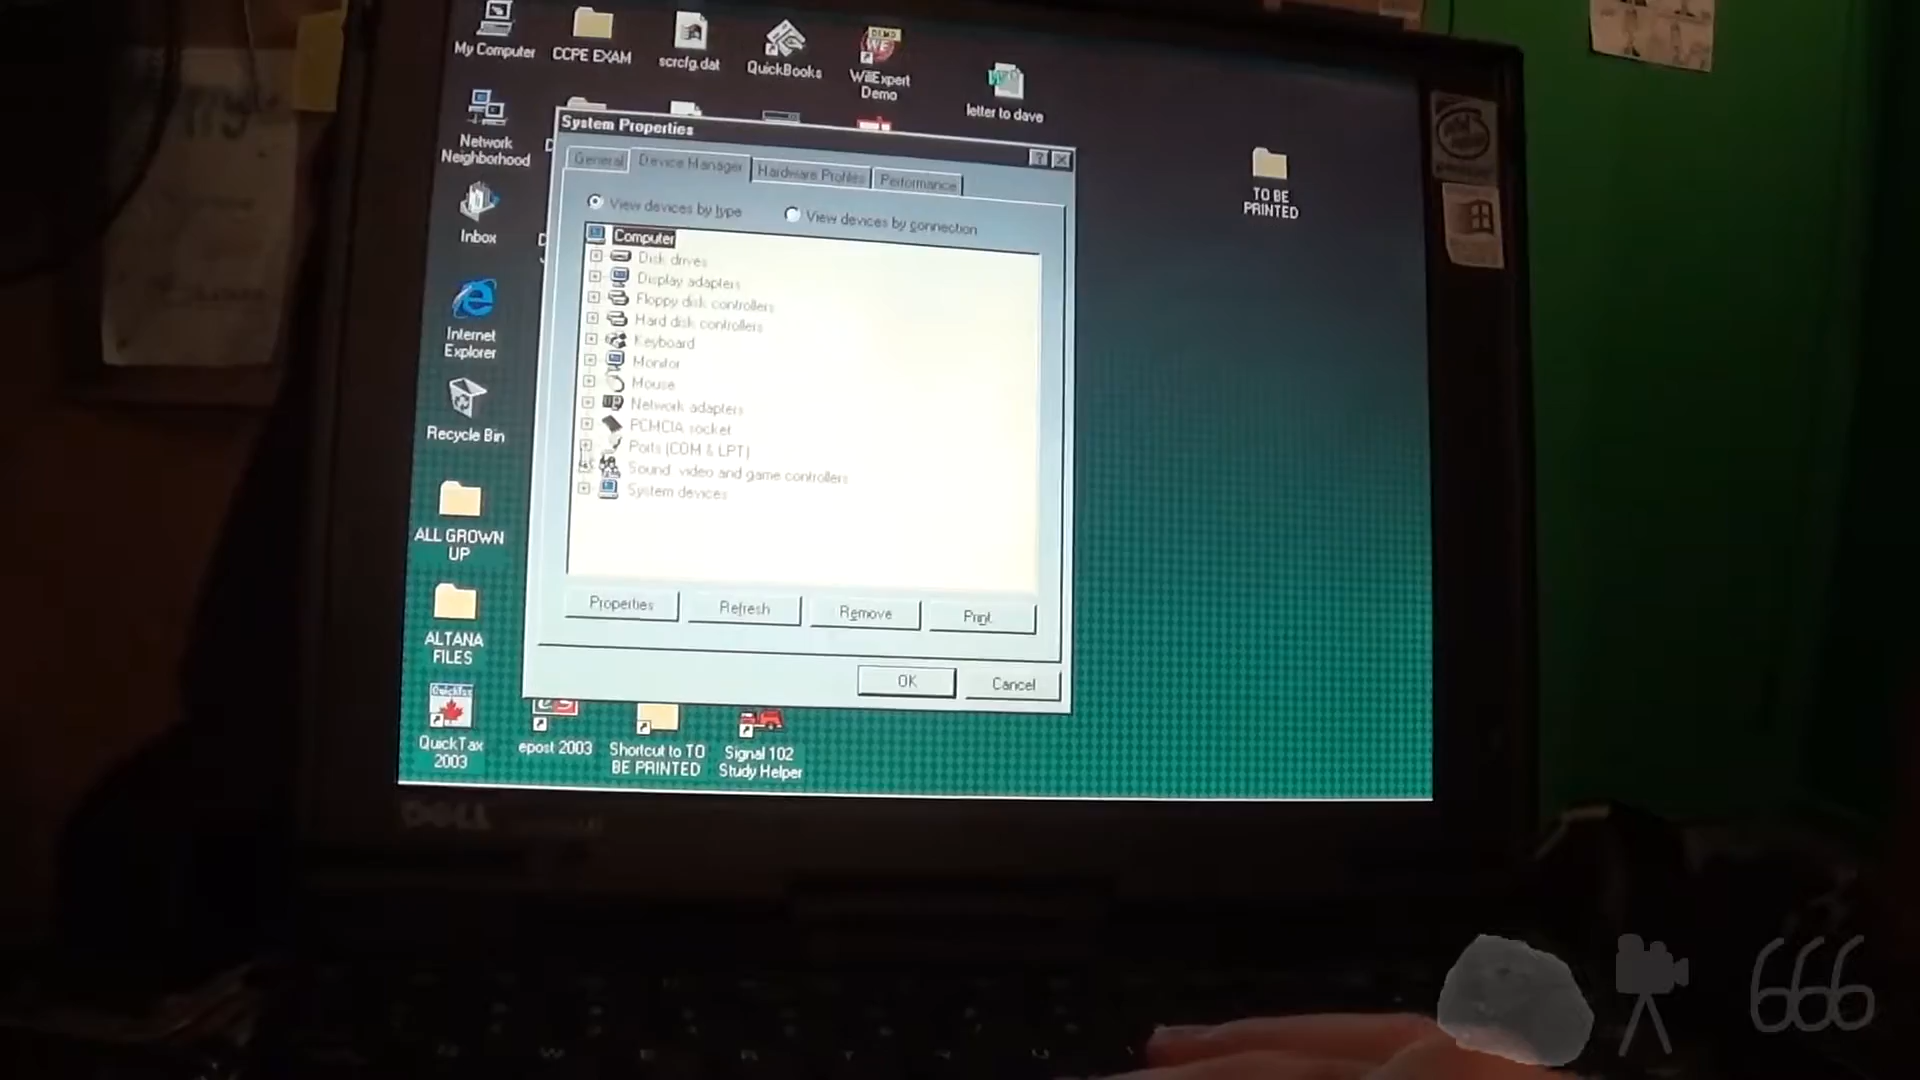 My Computer
CCPE EXAM
scrcfg.dat
QuickBooks
DEMO
WE
WillExpert
Demo
letter to dave
Network
Neighborhood
Inbox
Internet
Explorer
Recycle Bin
ALL GROWN
UP
ALTANA
FILES
QuickTax
QuickTax
2003
epost 2003
Shortcut to TO
BE PRINTED
Signal 102
Study Helper
TO BE
PRINTED
System Properties
General
Device Manager
Hardware Profiles
Performance
View devices by type
View devices by connection
Computer
Disk drives
Display adapters
Floppy disk controllers
Hard disk controllers
Keyboard
Monitor
Mouse
Network adapters
PCMCIA socket
Ports (COM & LPT)
Sound, video and game controllers
System devices
Properties
Refresh
Remove
Print
OK
Cancel
intel
DELL
W E R T Y U
666